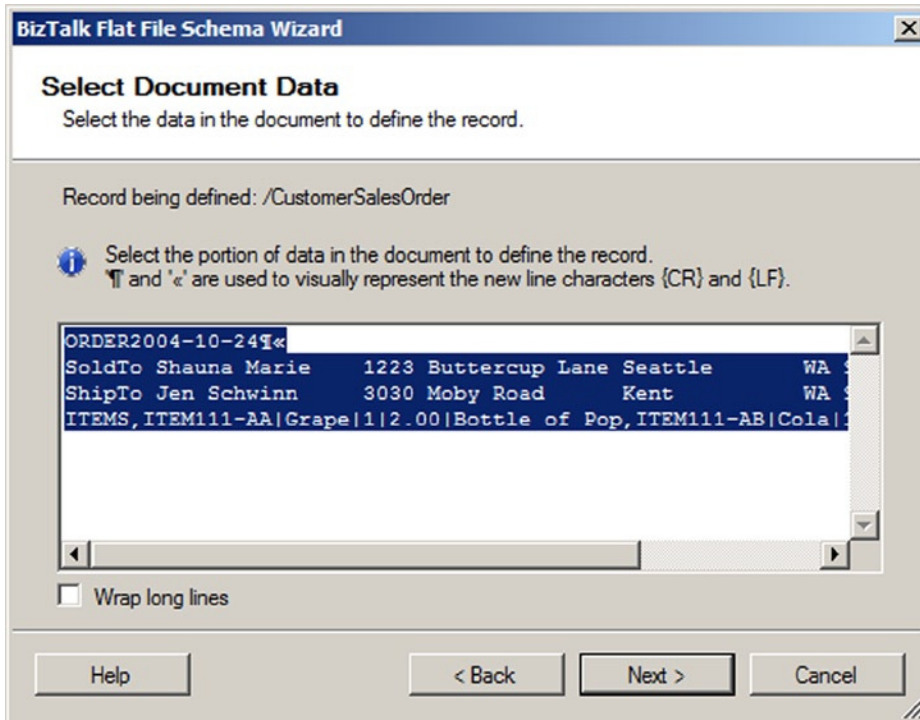 BizTalk Flat File Schema Wizard
Select Document Data
Select the data in the document to define the record.
Record being defined: /CustomerSalesOrder
Select the portion of data in the document to define the record.
'¶' and '«' are used to visually represent the new line characters {CR} and {LF}.
ORDER2004-10-24¶«
SoldTo Shauna Marie 1223 Buttercup Lane Seattle WA
ShipTo Jen Schwinn 3030 Moby Road Kent WA
ITEMS,ITEM111-AA|Grape|1|2.00|Bottle of Pop,ITEM111-AB|Cola|
Wrap long lines
Help < Back Next > Cancel